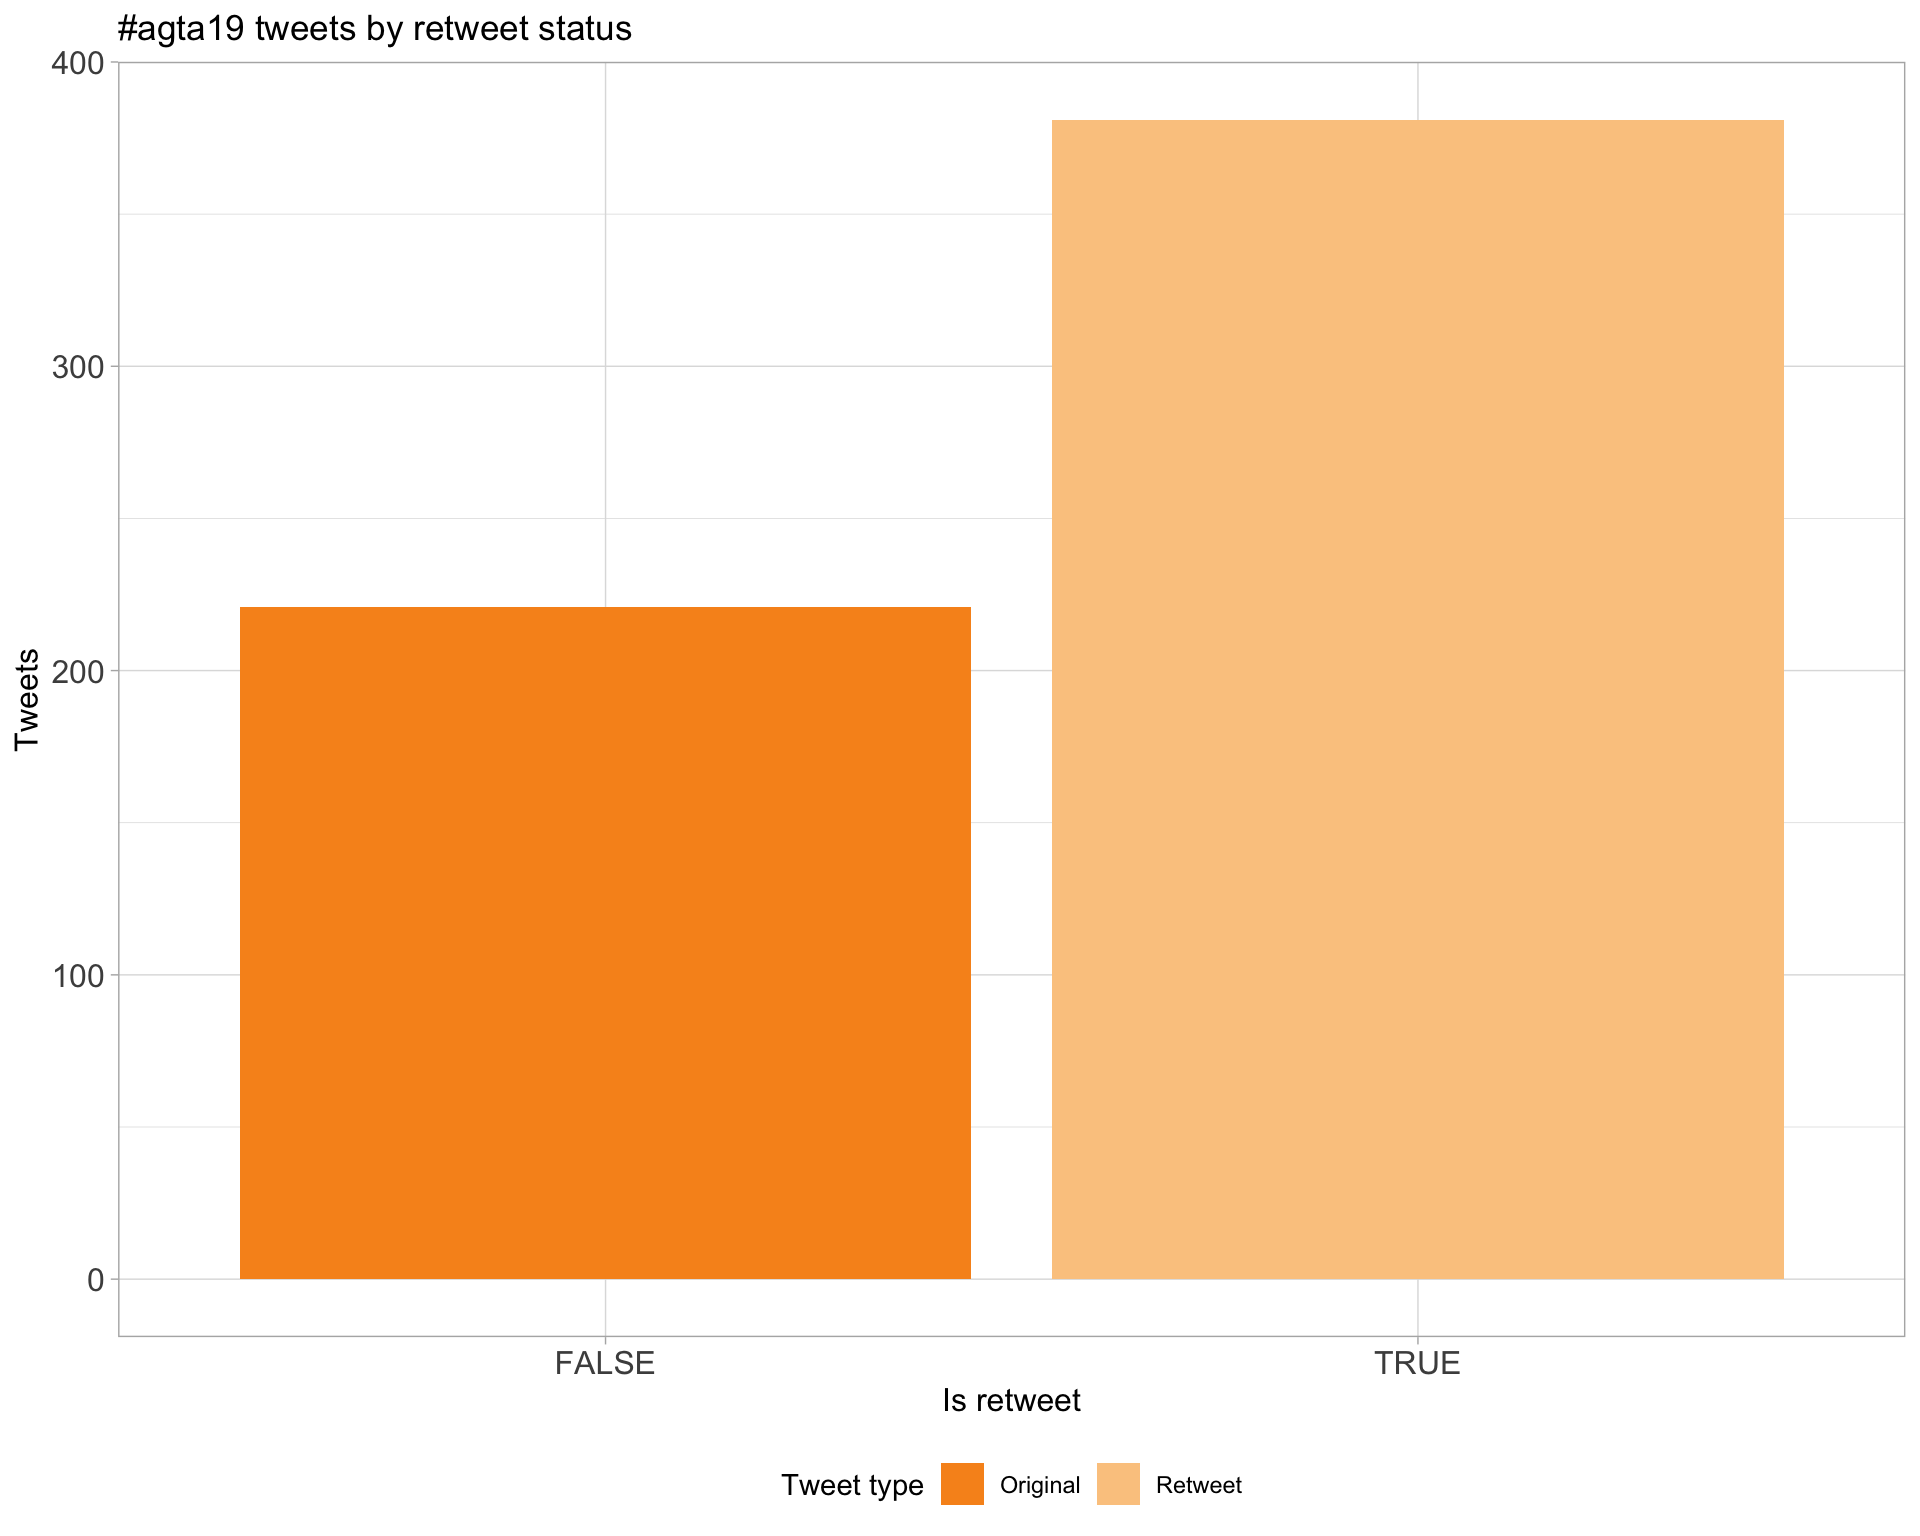 #agta19 tweets by retweet status
400
300
200
100
0
Tweets
FALSE TRUE
Is retweet
Tweet type Original Retweet